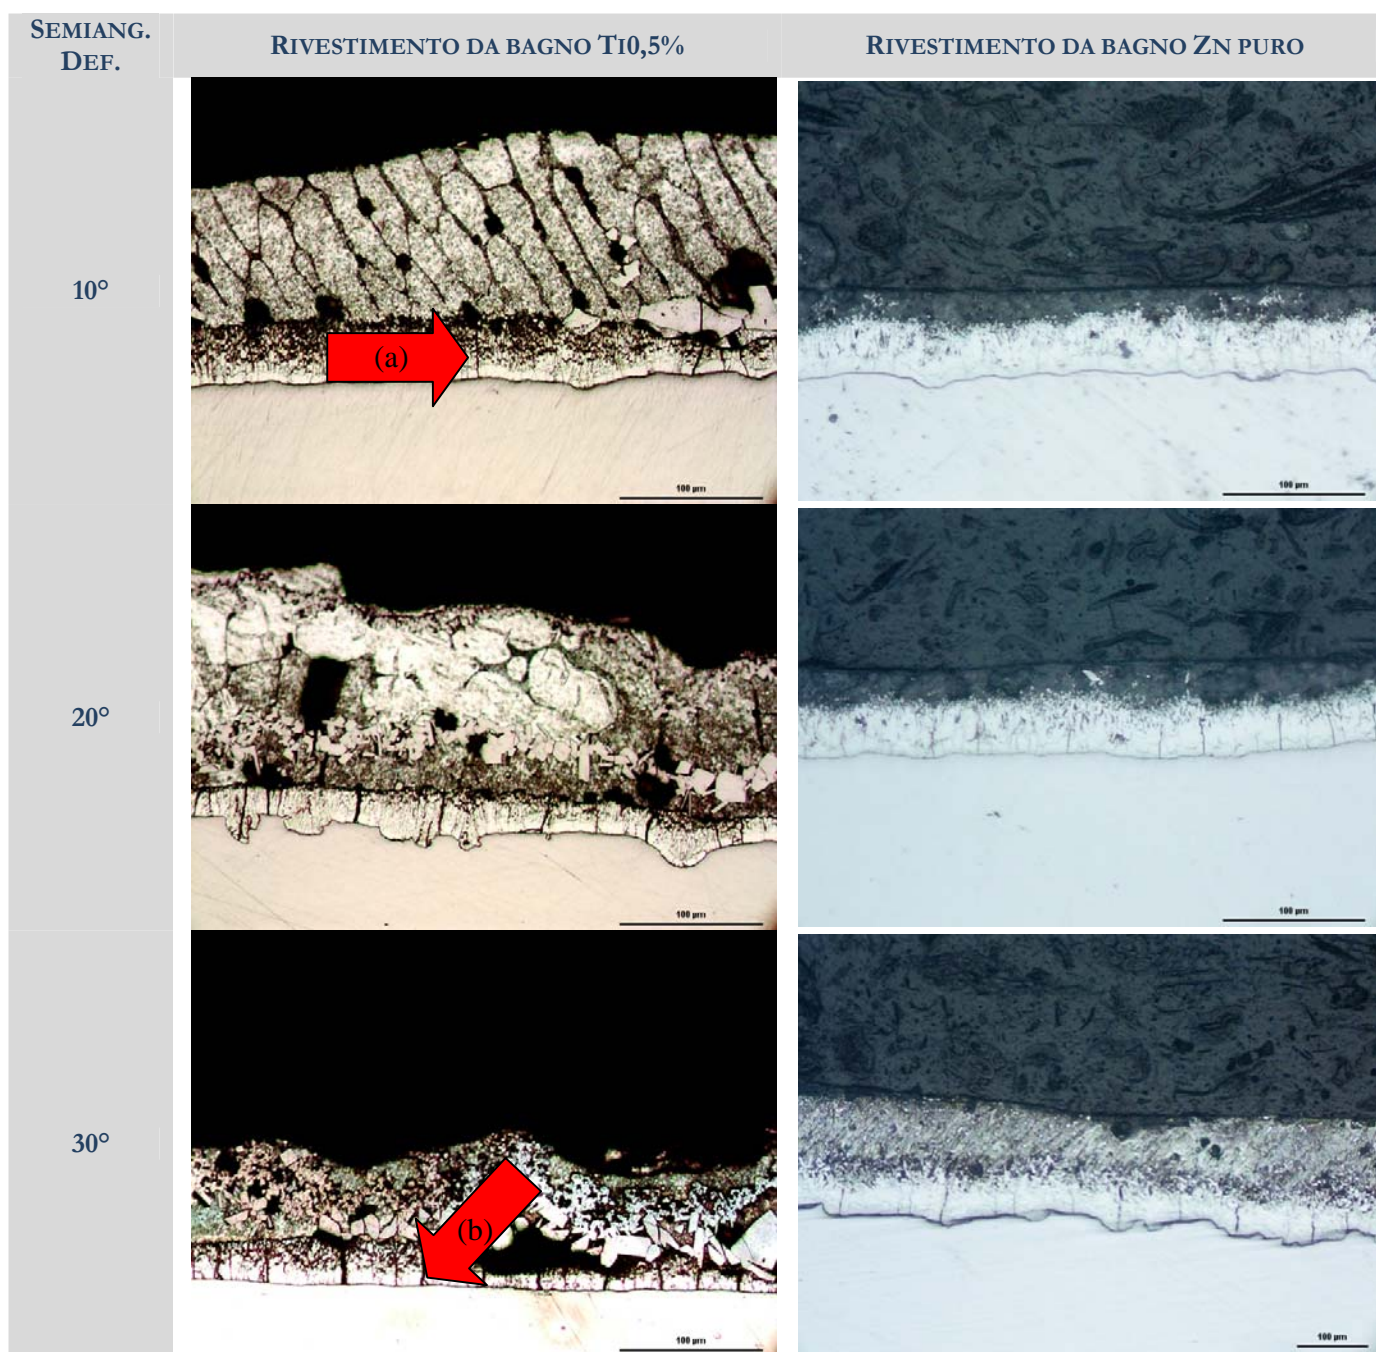 SEMIANG. DEF.
RIVESTIMENTO DA BAGNO TI0,5%
RIVESTIMENTO DA BAGNO ZN PURO
10°
(a)
100 µm
100 µm
20°
100 µm
100 µm
30°
(b)
100 µm
100 µm